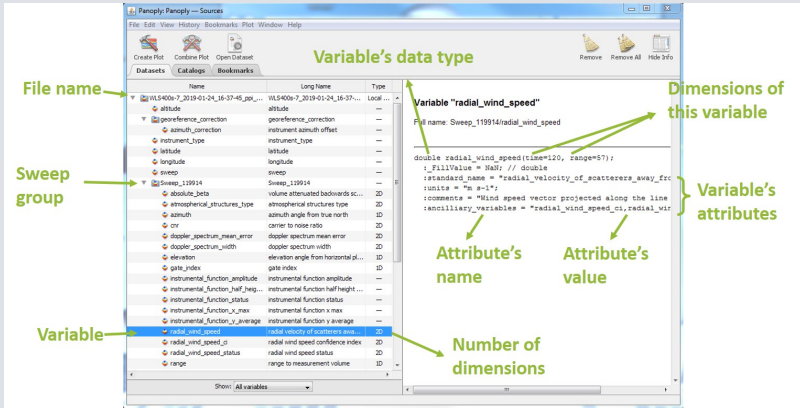 Panoply: Panoply — Sources
File Edit View History Bookmarks Plot Window Help
Create Plot Combine Plot Open Dataset
Remove Remove All Hide Info
Variable's data type
Datasets Catalogs Bookmarks
File name
Name Long Name Type
WLS400s-7_2019-01-24_16-37-45_ppi_... WLS400s-7_2019-01-24_16-37-... Local ...
altitude altitude —
georeference_correction georeference_correction —
azimuth_correction instrument azimuth offset —
instrument_type instrument_type —
latitude latitude —
longitude longitude —
sweep sweep —
Sweep group
Sweep_119914 Sweep_119914 —
absolute_beta volume attenuated backwards sc... 2D
atmospherical_structures_type atmospherical structures type 2D
azimuth azimuth angle from true north 1D
cnr carrier to noise ratio 2D
doppler_spectrum_mean_error doppler spectrum mean error 2D
doppler_spectrum_width doppler spectrum width 2D
elevation elevation angle from horizontal pl... 1D
gate_index gate index 1D
instrumental_function_amplitude instrumental function amplitude —
instrumental_function_half_heig... instrumental function half height ... —
instrumental_function_status instrumental function status —
instrumental_function_x_max instrumental function x max —
instrumental_function_y_average instrumental function y average —
Variable
radial_wind_speed radial velocity of scatterers awa... 2D
radial_wind_speed_ci radial wind speed confidence index 2D
radial_wind_speed_status radial wind speed status 2D
range range to measurement volume 1D
Number of dimensions
Show: All variables
Dimensions of this variable
Variable "radial_wind_speed"
Full name: Sweep_119914/radial_wind_speed
double radial_wind_speed(time=120, range=57);
:_FillValue = NaN; // double
:standard_name = "radial_velocity_of_scatterers_away_fro
:units = "m s-1";
:comments = "Wind speed vector projected along the line
:ancilliary_variables = "radial_wind_speed_ci,radial_win
Variable's attributes
Attribute's name
Attribute's value